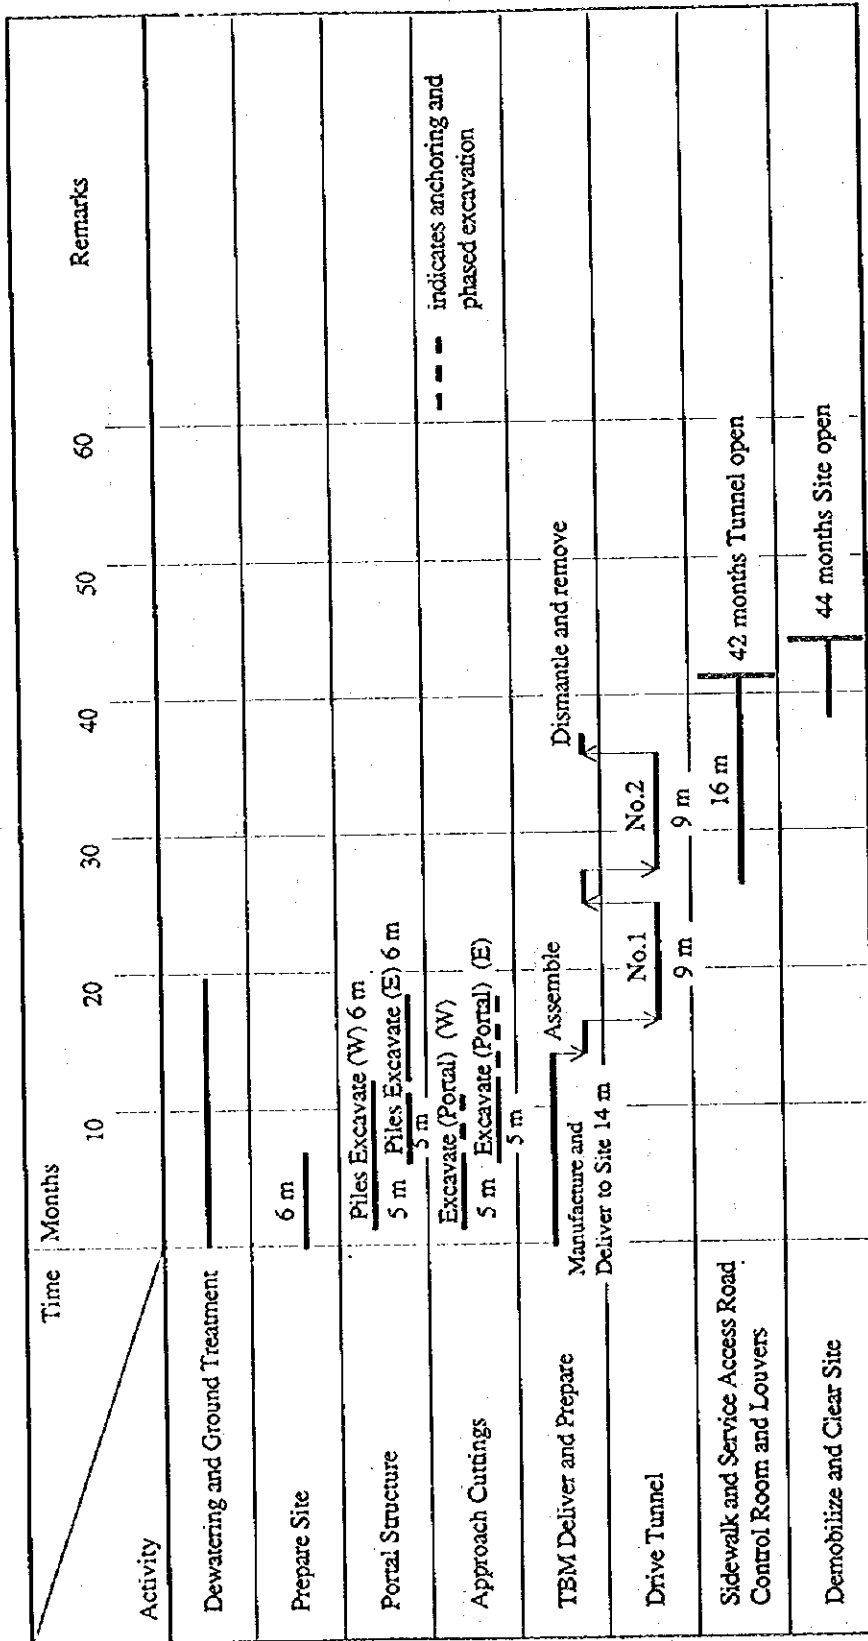 Time Months 10 20 30 40 50 60 Remarks
Activity
Dewatering and Ground Treatment
Prepare Site
6 m
Portal Structure
Piles Excavate (W) 6 m
5 m Piles Excavate (E) 6 m
5 m
Approach Cuttings
Excavate (Portal) (W)
5 m Excavate (Portal) (E)
5 m
indicates anchoring and
phased excavation
TBM Deliver and Prepare
Manufacture and
Deliver to Site 14 m
Assemble
Dismantle and remove
Drive Tunnel
No.1
9 m
No.2
9 m
Sidewalk and Service Access Road
Control Room and Louvers
16 m
42 months Tunnel open
Demobilize and Clear Site
44 months Site open